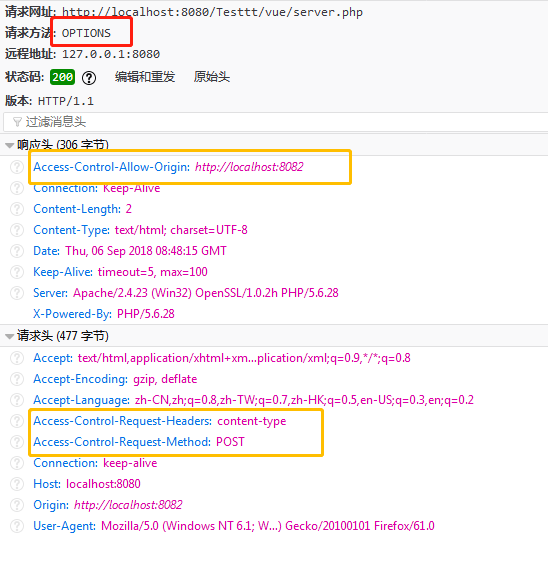 请求网址: http://localhost:8080/Testtt/vue/server.php
请求方法: OPTIONS
远程地址: 127.0.0.1:8080
状态码: 200 ? 编辑和重发 原始头
版本: HTTP/1.1
过滤消息头
响应头 (306 字节)
? Access-Control-Allow-Origin: http://localhost:8082
? Connection: Keep-Alive
? Content-Length: 2
? Content-Type: text/html; charset=UTF-8
? Date: Thu, 06 Sep 2018 08:48:15 GMT
? Keep-Alive: timeout=5, max=100
? Server: Apache/2.4.23 (Win32) OpenSSL/1.0.2h PHP/5.6.28
X-Powered-By: PHP/5.6.28
请求头 (477 字节)
? Accept: text/html,application/xhtml+xm...plication/xml;q=0.9,*/*;q=0.8
? Accept-Encoding: gzip, deflate
? Accept-Language: zh-CN,zh;q=0.8,zh-TW;q=0.7,zh-HK;q=0.5,en-US;q=0.3,en;q=0.2
? Access-Control-Request-Headers: content-type
? Access-Control-Request-Method: POST
? Connection: keep-alive
? Host: localhost:8080
? Origin: http://localhost:8082
? User-Agent: Mozilla/5.0 (Windows NT 6.1; W...) Gecko/20100101 Firefox/61.0